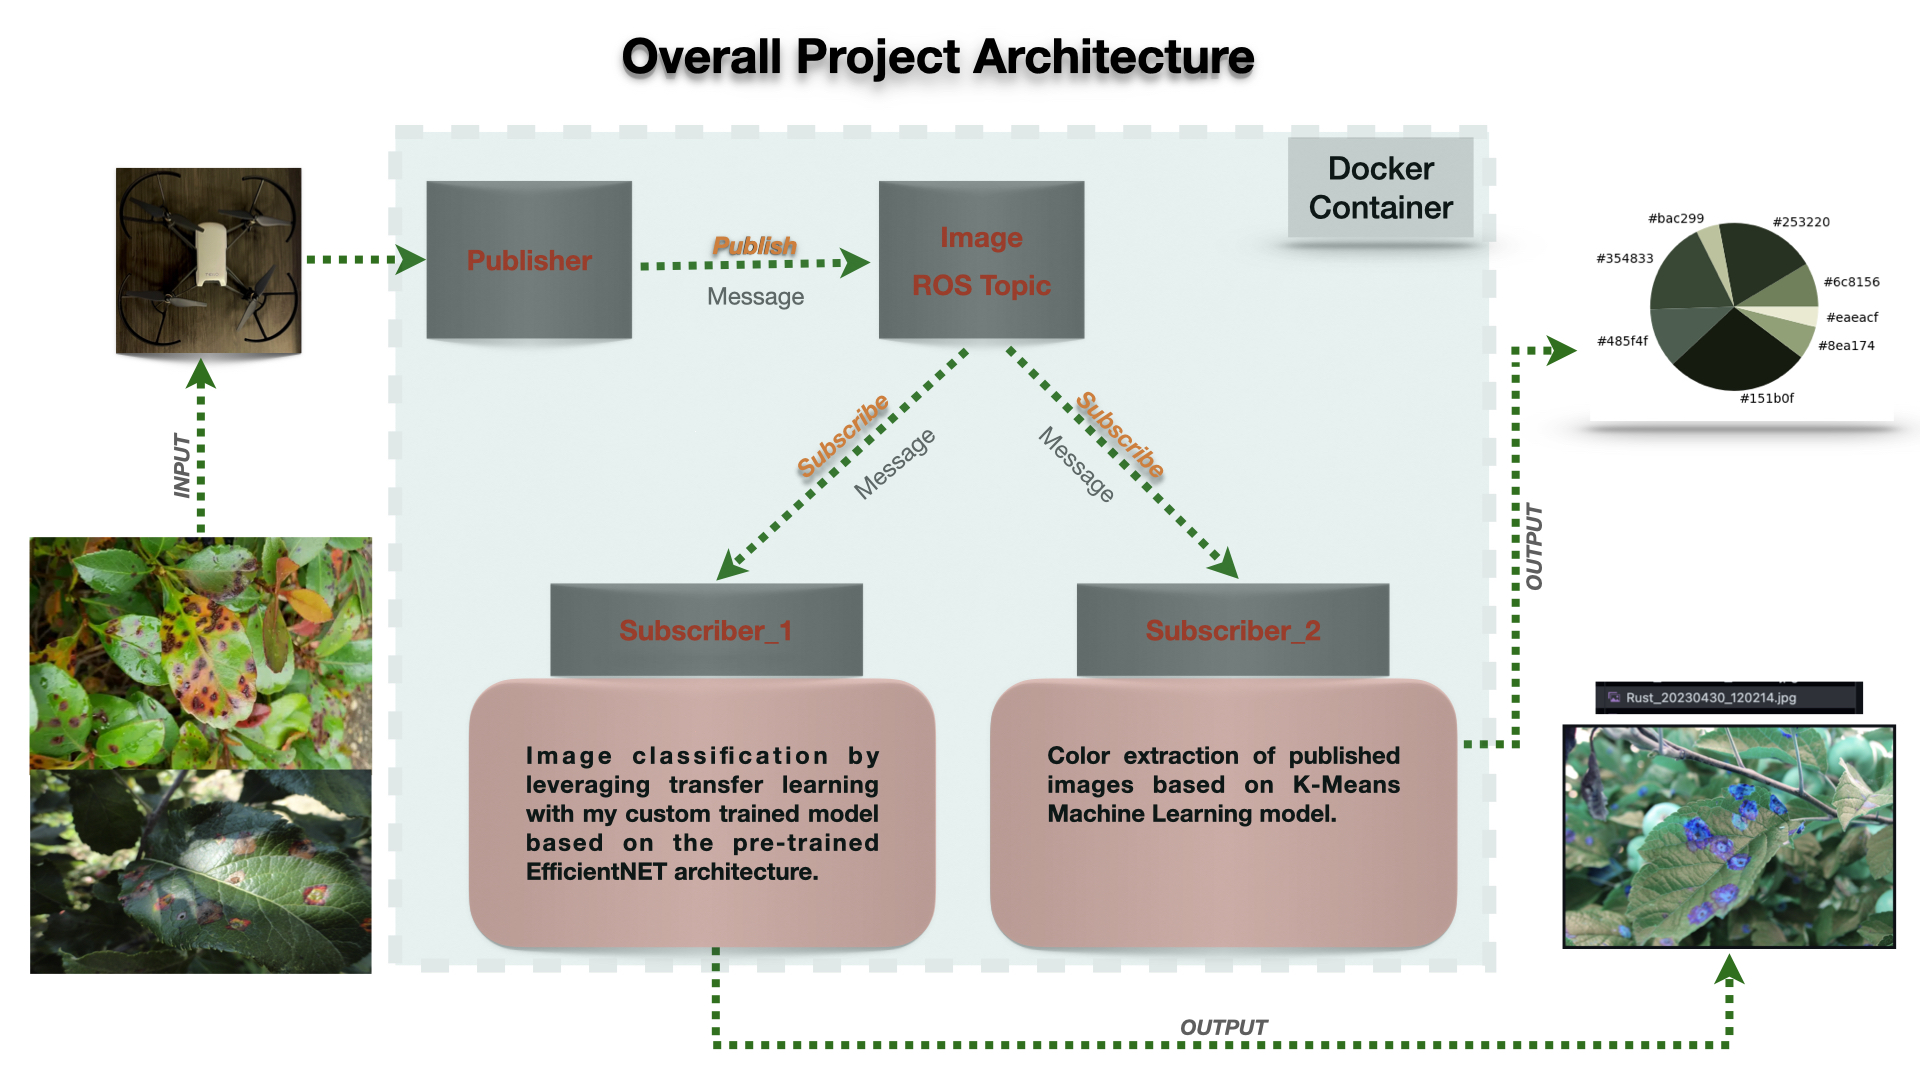 Overall Project Architecture
Docker
Container
Publisher
Publish
Message
Image
ROS Topic
#bac299
#253220
#354833
#6c8156
#eaeacf
#485f4f
#8ea174
#151b0f
INPUT
Subscribe
Message
Subscribe
Message
OUTPUT
Subscriber_1
Subscriber_2
Rust_20230430_120214.jpg
Image classification by
leveraging transfer learning
with my custom trained model
based on the pre-trained
EfficientNET architecture.
Color extraction of published
images based on K-Means
Machine Learning model.
OUTPUT